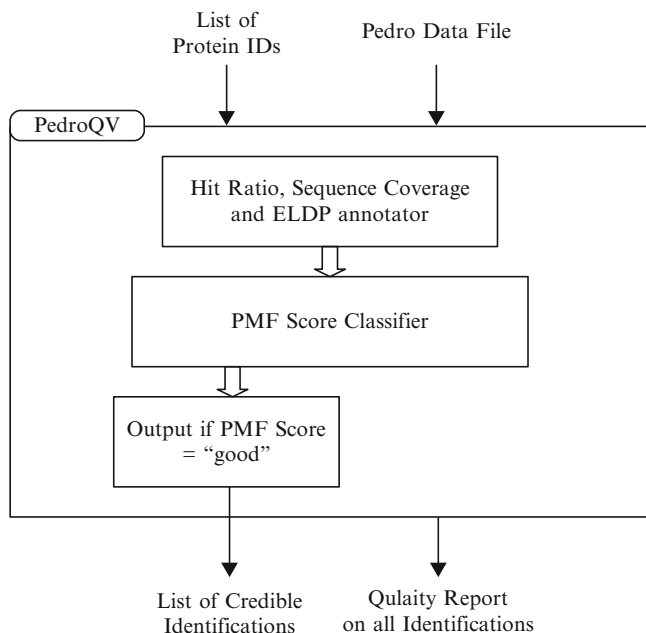 List of
Protein IDs
Pedro Data File
PedroQV
Hit Ratio, Sequence Coverage
and ELDP annotator
PMF Score Classifier
Output if PMF Score
= “good”
List of Credible
Identifications
Qulaity Report
on all Identifications